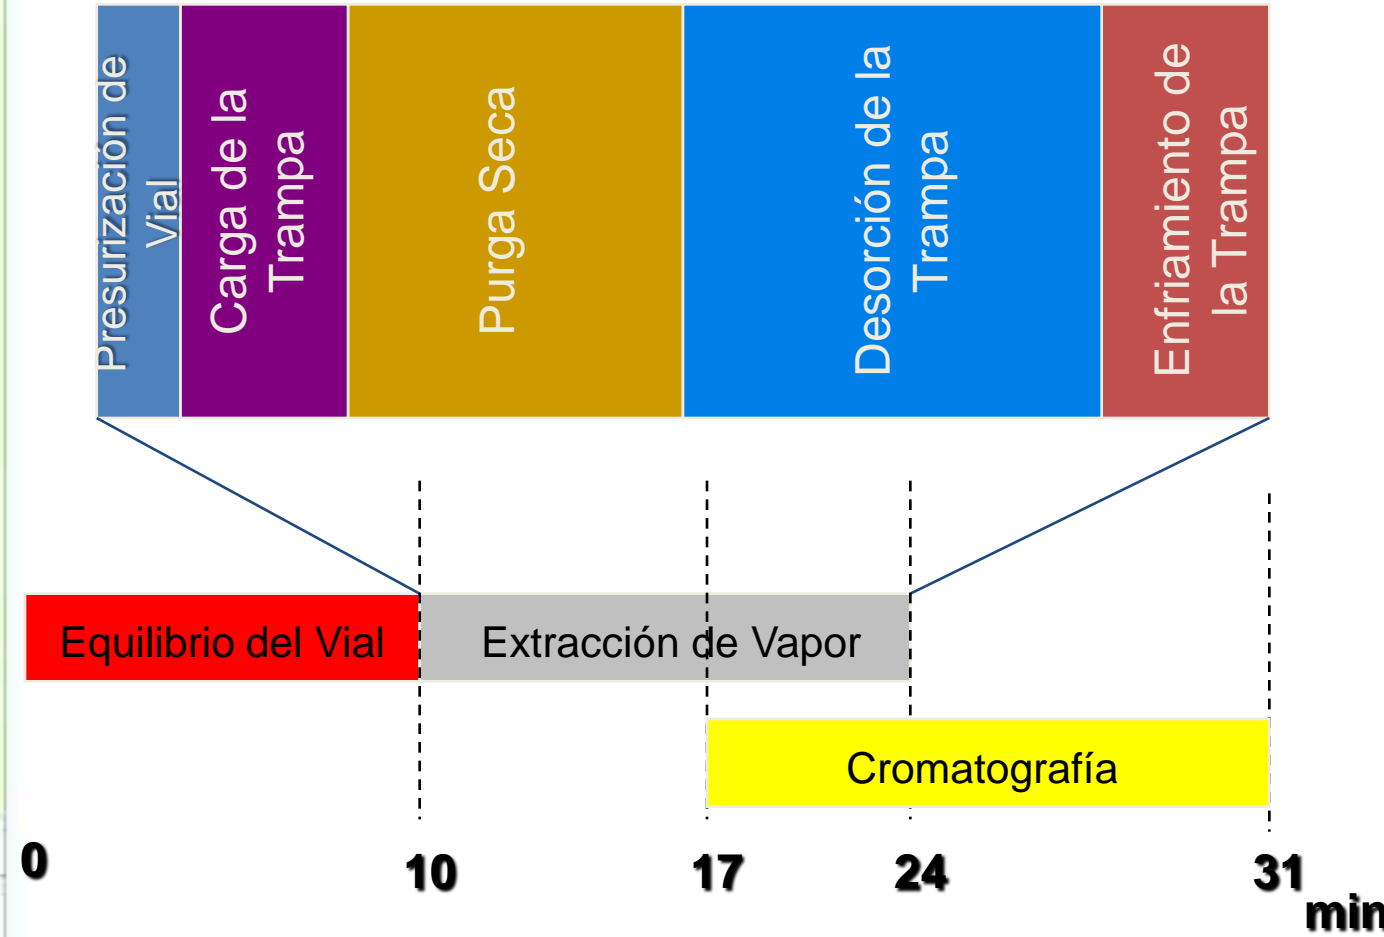 Presurización de
Vial
Carga de la
Trampa
Purga Seca
Desorción de la
Trampa
Enfriamiento de
la Trampa
Equilibrio del Vial
Extracción de Vapor
Cromatografía
0
10
17
24
31
min